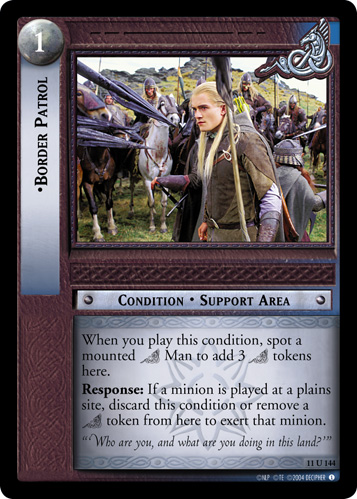 1
•Border Patrol
Condition • Support Area
When you play this condition, spot a
mounted Man to add 3 tokens
here.
Response: If a minion is played at a plains
site, discard this condition or remove a
token from here to exert that minion.
“‘Who are you, and what are you doing in this land?’”
11 U 144
©NLP ©TE ©2004 DECIPHER